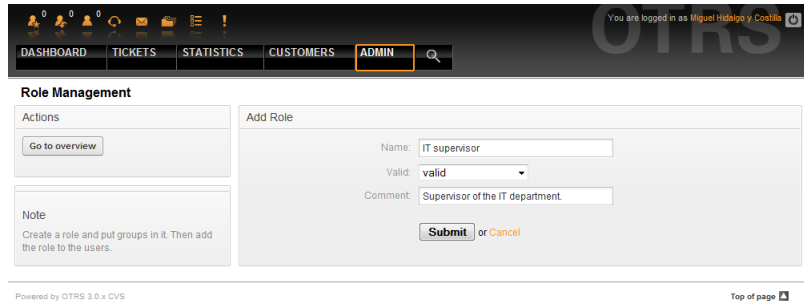 0 0 0
You are logged in as Miguel Hidalgo y Costilla
OTRS
DASHBOARD TICKETS STATISTICS CUSTOMERS ADMIN
Role Management
Actions
Go to overview
Note
Create a role and put groups in it. Then add
the role to the users.
Add Role
Name: IT supervisor
Valid: valid
Comment: Supervisor of the IT department.
Submit or Cancel
Powered by OTRS 3.0.x CVS
Top of page